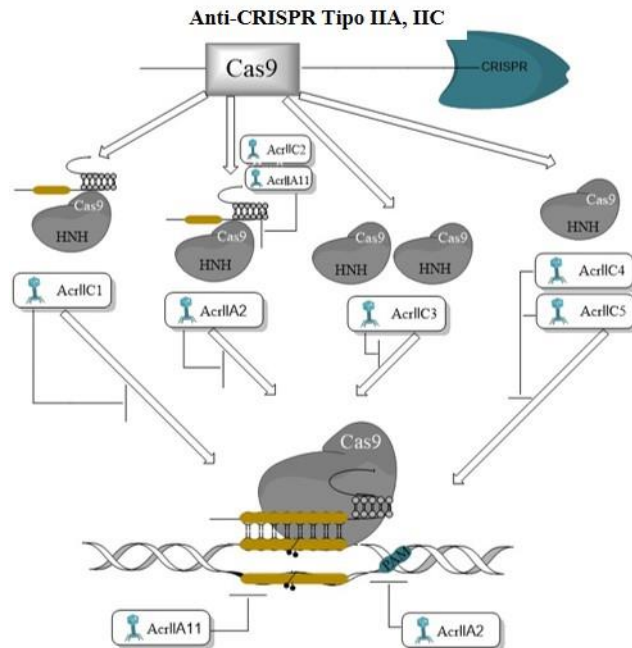 Anti-CRISPR Tipo IIA, IIC
Cas9
CRISPR
AcrIIC2
AcrIIA11
Cas9
HNH
Cas9
HNH
Cas9
HNH
Cas9
HNH
Cas9
HNH
AcrIIC1
AcrIIA2
AcrIIC3
AcrIIC4
AcrIIC5
Cas9
PAM
AcrIIA11
AcrIIA2